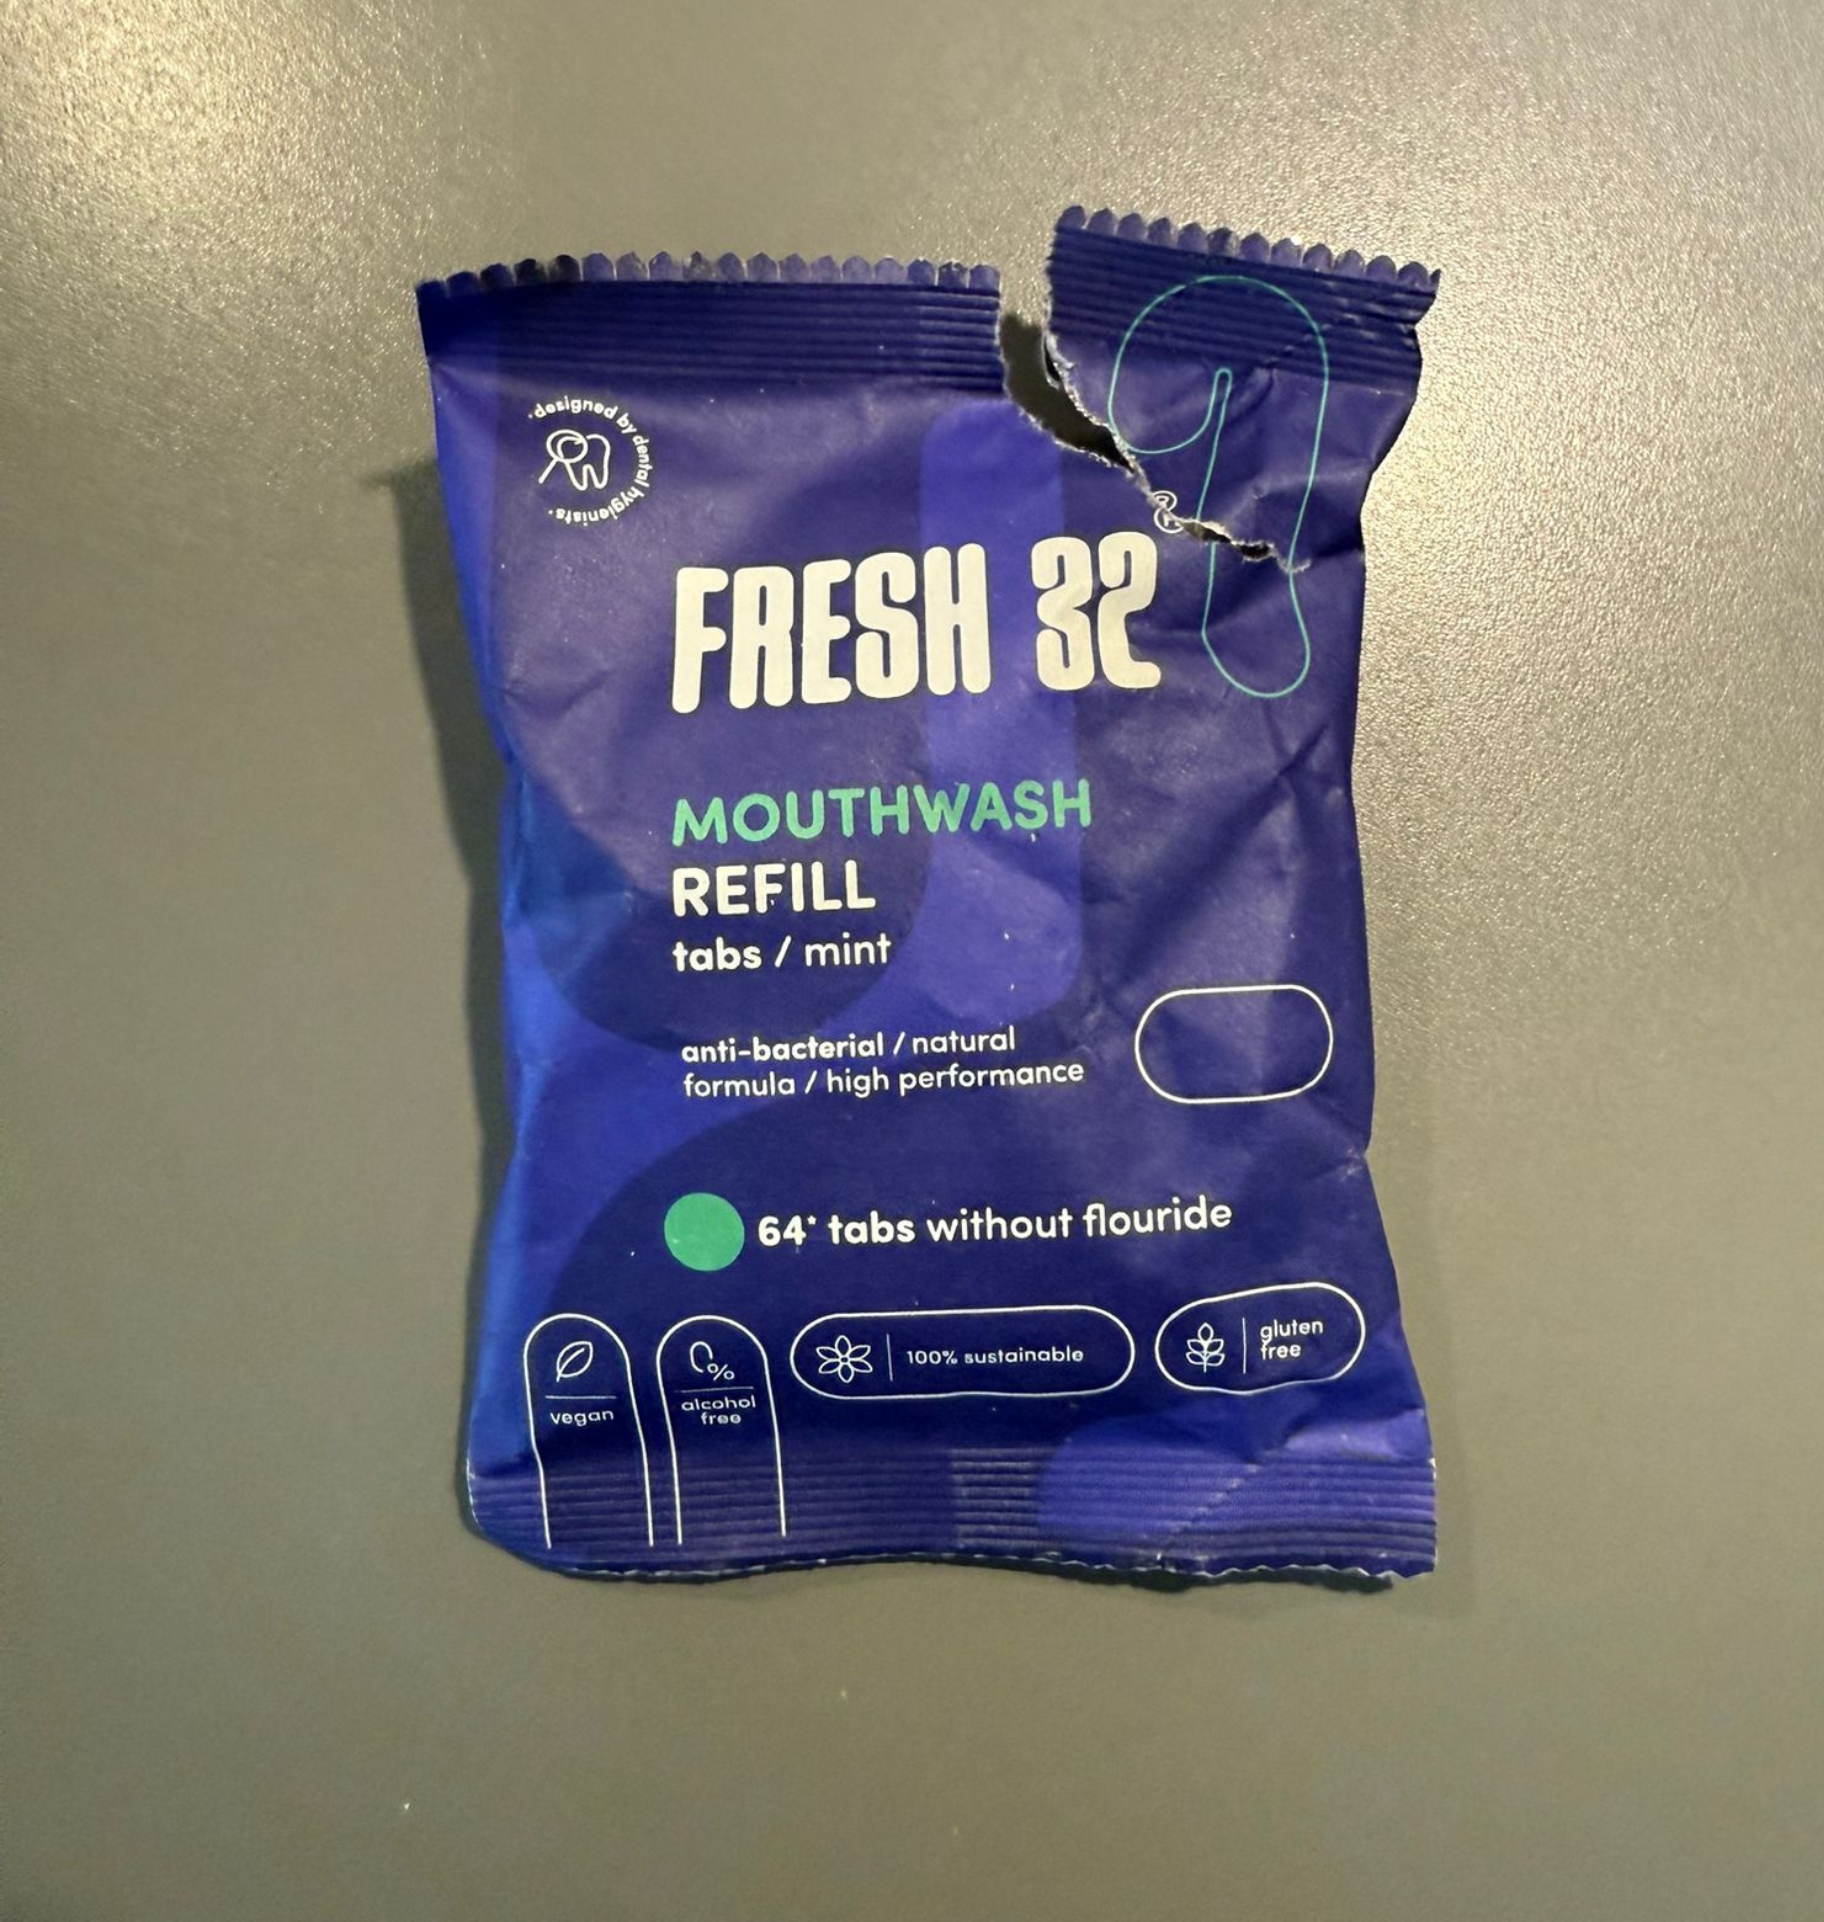 ·designed by dental hygienists·
FRESH 32®
MOUTHWASH
REFILL
tabs / mint
anti-bacterial / natural
formula / high performance
64* tabs without flouride
vegan
%
alcohol
free
100% sustainable
gluten
free